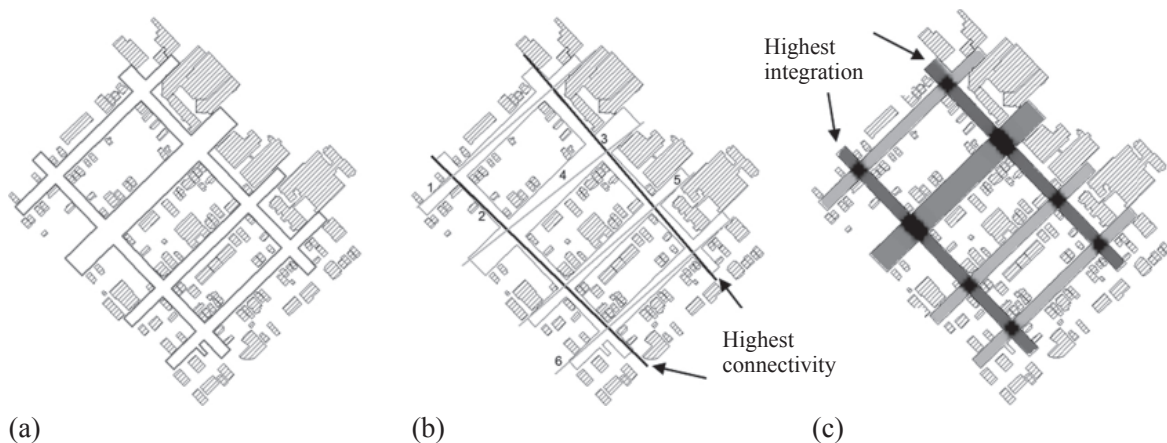 Highest
integration
3
4
5
1
2
Highest
connectivity
6
(a)
(b)
(c)